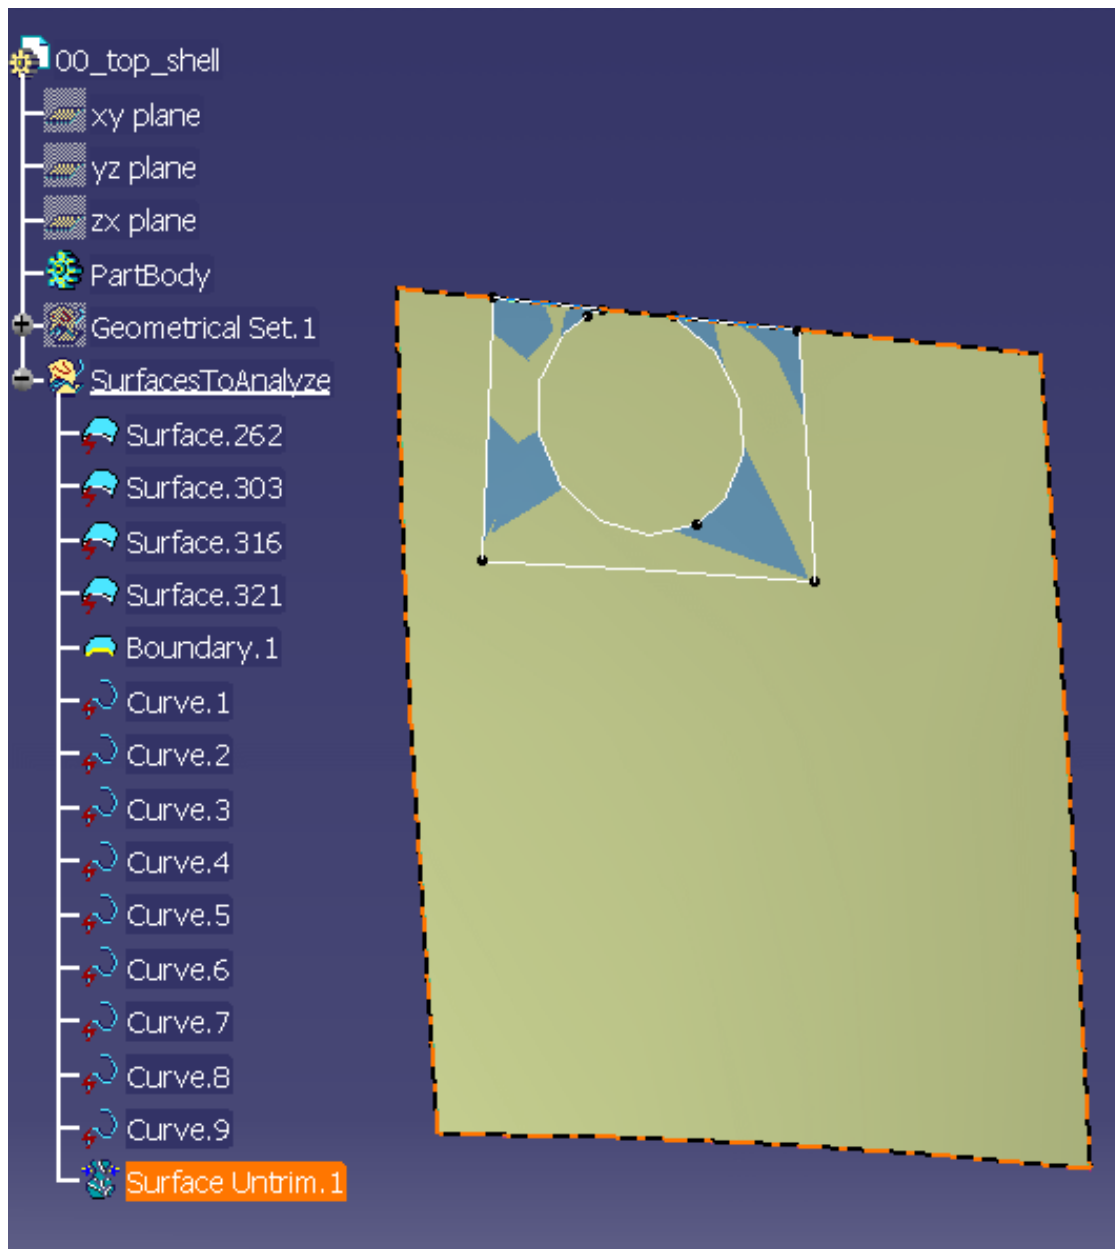 00_top_shell
xy plane
yz plane
zx plane
PartBody
Geometrical Set.1
SurfacesToAnalyze
Surface.262
Surface.303
Surface.316
Surface.321
Boundary.1
Curve.1
Curve.2
Curve.3
Curve.4
Curve.5
Curve.6
Curve.7
Curve.8
Curve.9
Surface Untrim.1